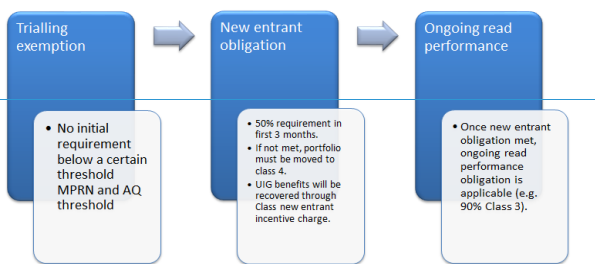 Trialling
exemption
• No initial
requirement
below a certain
threshold
MPRN and AQ
threshold
New entrant
obligation
• 50% requirement in
first 3 months.
• If not met, portfolio
must be moved to
class 4.
• UIG benefits will be
recovered through
Class new entrant
incentive charge.
Ongoing read
performance
• Once new entrant
obligation met,
ongoing read
performance
obligation is
applicable (e.g.
90% Class 3).